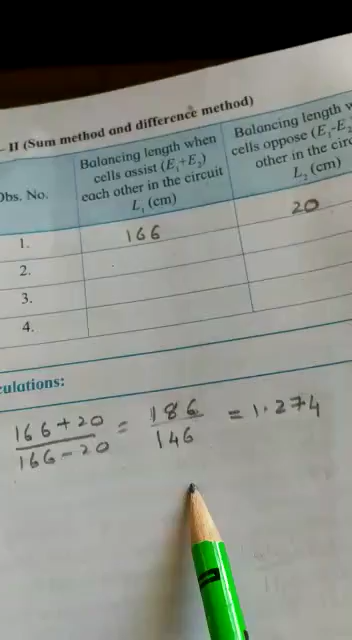 – II (Sum method and difference method)
Obs. No.
Balancing length when
cells assist (E₁+E₂)
each other in the circuit
L₁ (cm)
Balancing length
cells oppose (E₁-E₂
other in the
L₂ (cm)
1. 166 20
2.
3.
4.
culations:
166+20 / 166-20 = 186 / 146 = 1.274